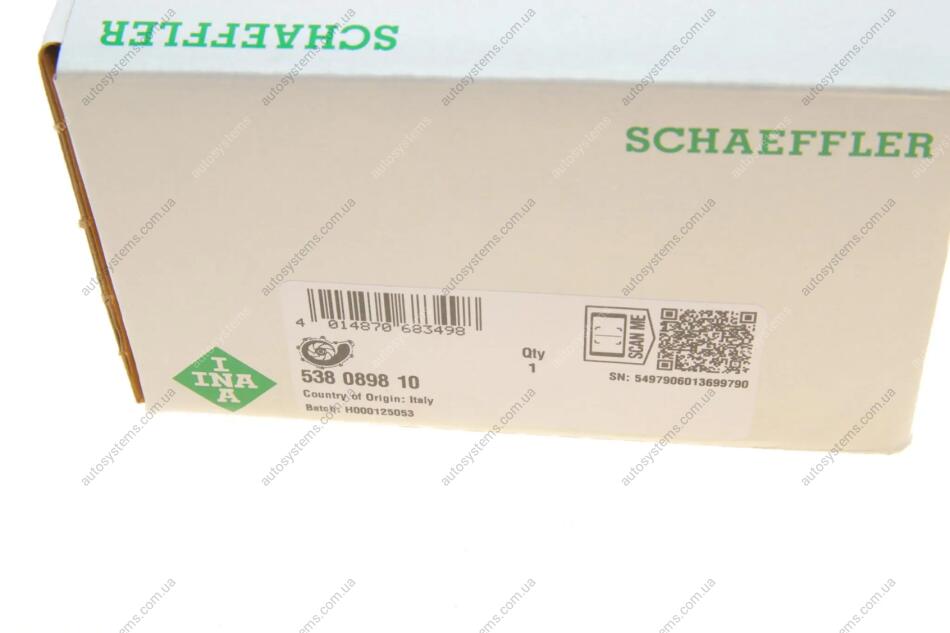 SCHAEFFLER
SCHAEFFLER
4 014870 683498
538 0898 10
Country of Origin: Italy
Batch: H000125053
Qty
1
SCAN ME
SN: 5497906013699790
I
INA
A
autosystems.com.ua